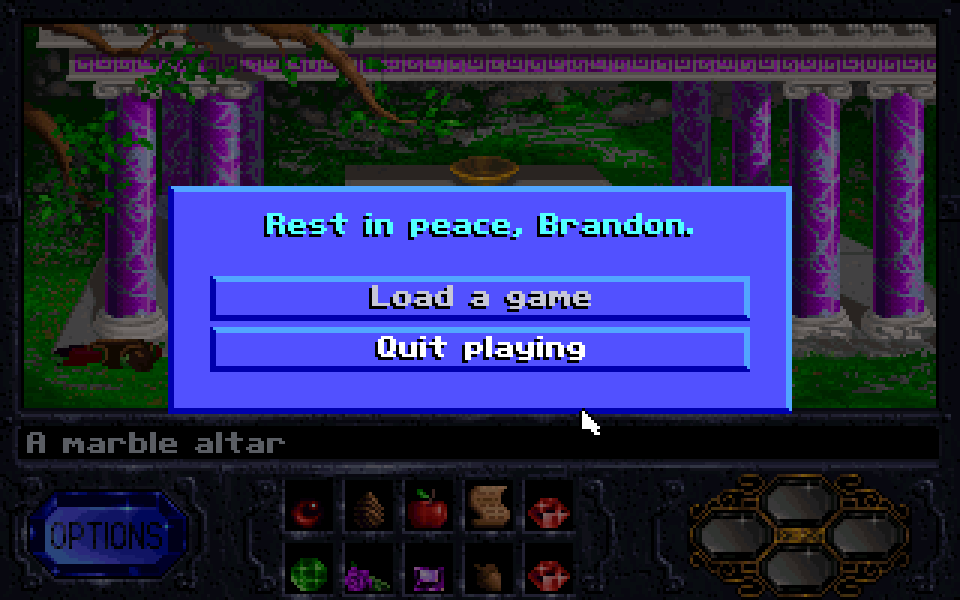 Rest in peace, Brandon.
Load a game
Quit playing
A marble altar
OPTIONS